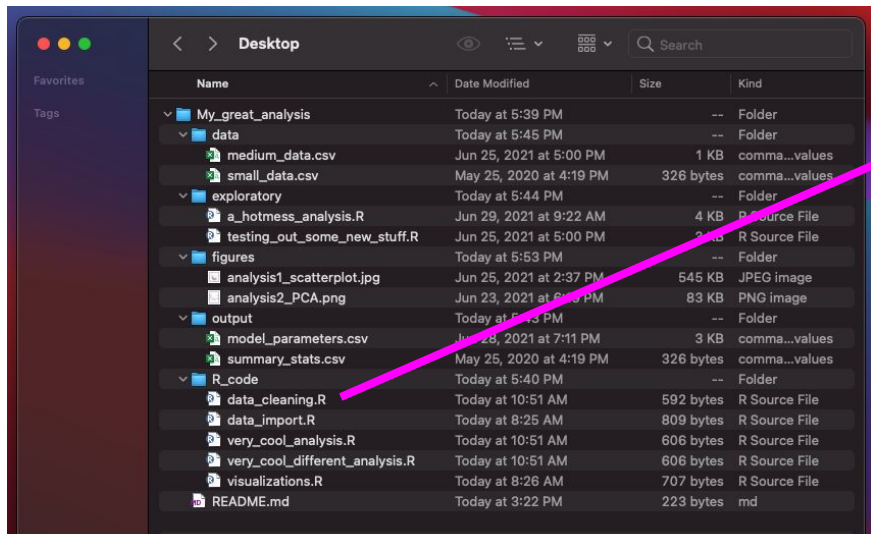 Desktop
Search
Favorites
Name Date Modified Size Kind
Tags
My_great_analysis Today at 5:39 PM -- Folder
data Today at 5:45 PM -- Folder
medium_data.csv Jun 25, 2021 at 5:00 PM 1 KB comma...values
small_data.csv May 25, 2020 at 4:19 PM 326 bytes comma...values
exploratory Today at 5:44 PM -- Folder
a_hotmess_analysis.R Jun 29, 2021 at 9:22 AM 4 KB R Source File
testing_out_some_new_stuff.R Jun 25, 2021 at 5:00 PM KB R Source File
figures Today at 5:53 PM -- Folder
analysis1_scatterplot.jpg Jun 25, 2021 at 2:37 PM 545 KB JPEG image
analysis2_PCA.png Jun 23, 2021 at PM 83 KB PNG image
output Today at PM -- Folder
model_parameters.csv 2021 at 7:11 PM 3 KB comma...values
summary_stats.csv May 25, 2020 at 4:19 PM 326 bytes comma...values
R_code Today at 5:40 PM -- Folder
data_cleaning.R Today at 10:51 AM 592 bytes R Source File
data_import.R Today at 8:25 AM 809 bytes R Source File
very_cool_analysis.R Today at 10:51 AM 606 bytes R Source File
very_cool_different_analysis.R Today at 10:51 AM 606 bytes R Source File
visualizations.R Today at 8:26 AM 707 bytes R Source File
README.md Today at 3:22 PM 223 bytes md